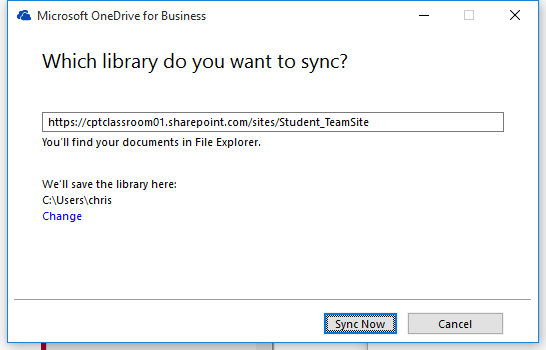 Microsoft OneDrive for Business
Which library do you want to sync?
https://cptclassroom01.sharepoint.com/sites/Student_TeamSite
You'll find your documents in File Explorer.
We'll save the library here:
C:\Users\chris
Change
Sync Now
Cancel